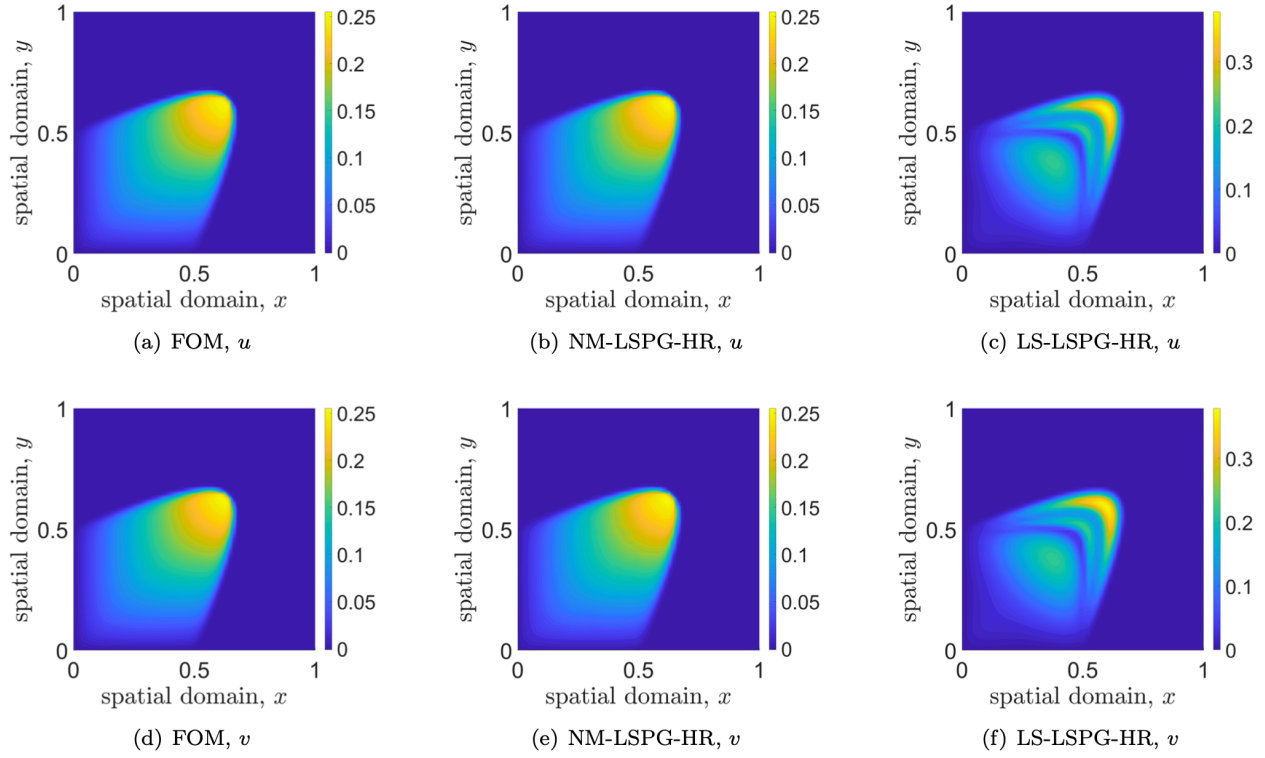 1
0.5
0
0 0.5 1
spatial domain, y
spatial domain, x
0.25
0.2
0.15
0.1
0.05
0
(a) FOM, u
1
0.5
0
0 0.5 1
spatial domain, y
spatial domain, x
0.25
0.2
0.15
0.1
0.05
0
(b) NM-LSPG-HR, u
1
0.5
0
0 0.5 1
spatial domain, y
spatial domain, x
0.3
0.2
0.1
0
(c) LS-LSPG-HR, u
1
0.5
0
0 0.5 1
spatial domain, y
spatial domain, x
0.25
0.2
0.15
0.1
0.05
0
(d) FOM, v
1
0.5
0
0 0.5 1
spatial domain, y
spatial domain, x
0.25
0.2
0.15
0.1
0.05
0
(e) NM-LSPG-HR, v
1
0.5
0
0 0.5 1
spatial domain, y
spatial domain, x
0.3
0.2
0.1
0
(f) LS-LSPG-HR, v